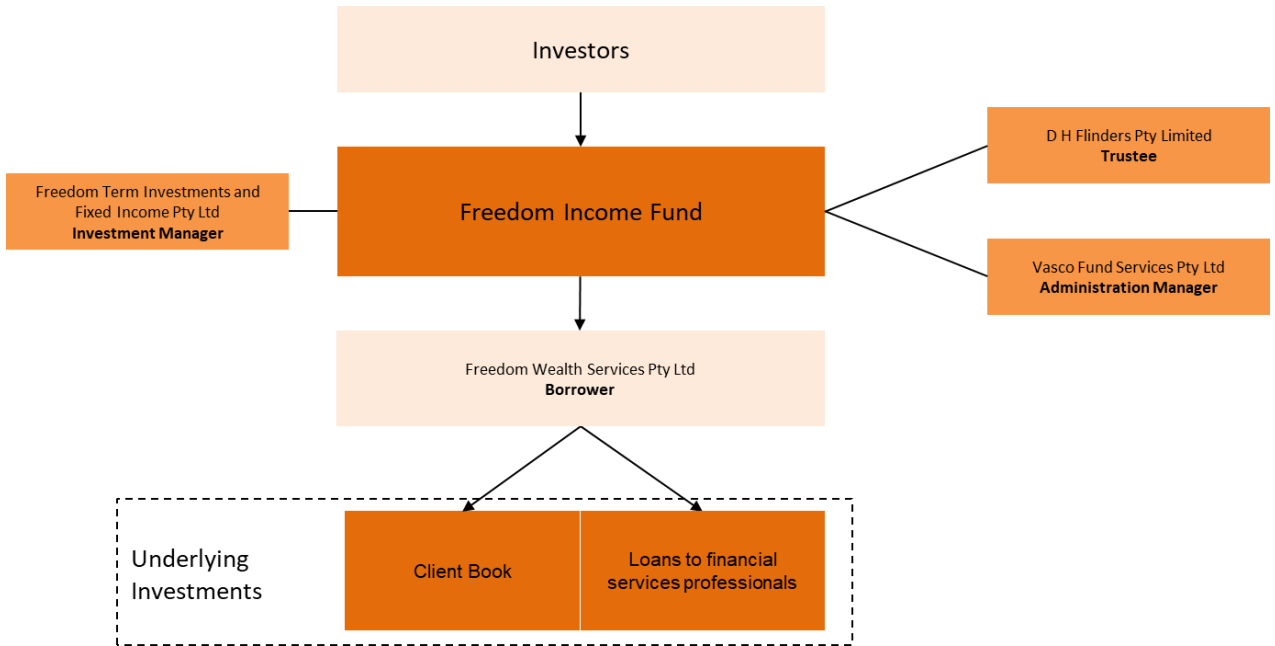 Investors
D H Flinders Pty Limited
Trustee
Freedom Term Investments and
Fixed Income Pty Ltd
Investment Manager
Freedom Income Fund
Vasco Fund Services Pty Ltd
Administration Manager
Freedom Wealth Services Pty Ltd
Borrower
Underlying
Investments
Client Book
Loans to financial
services professionals